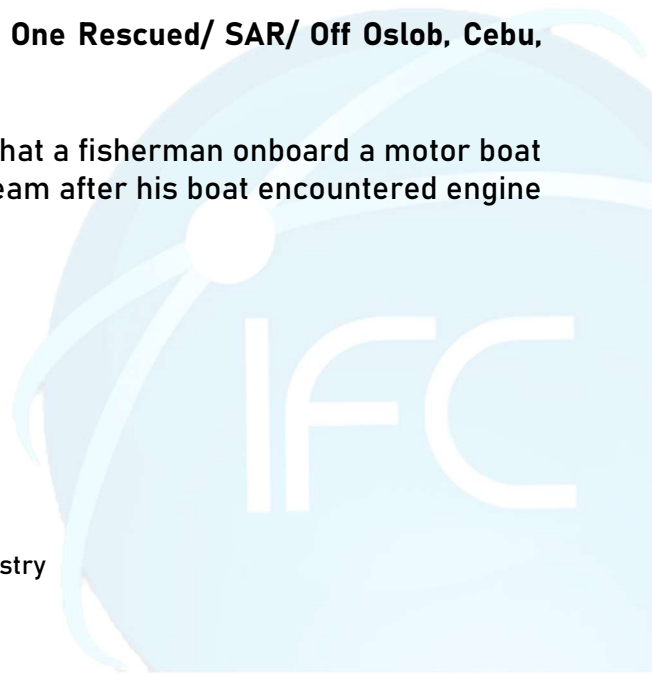 One Rescued/ SAR/ Off Oslob, Cebu,
hat a fisherman onboard a motor boat
eam after his boat encountered engine
IFC
stry